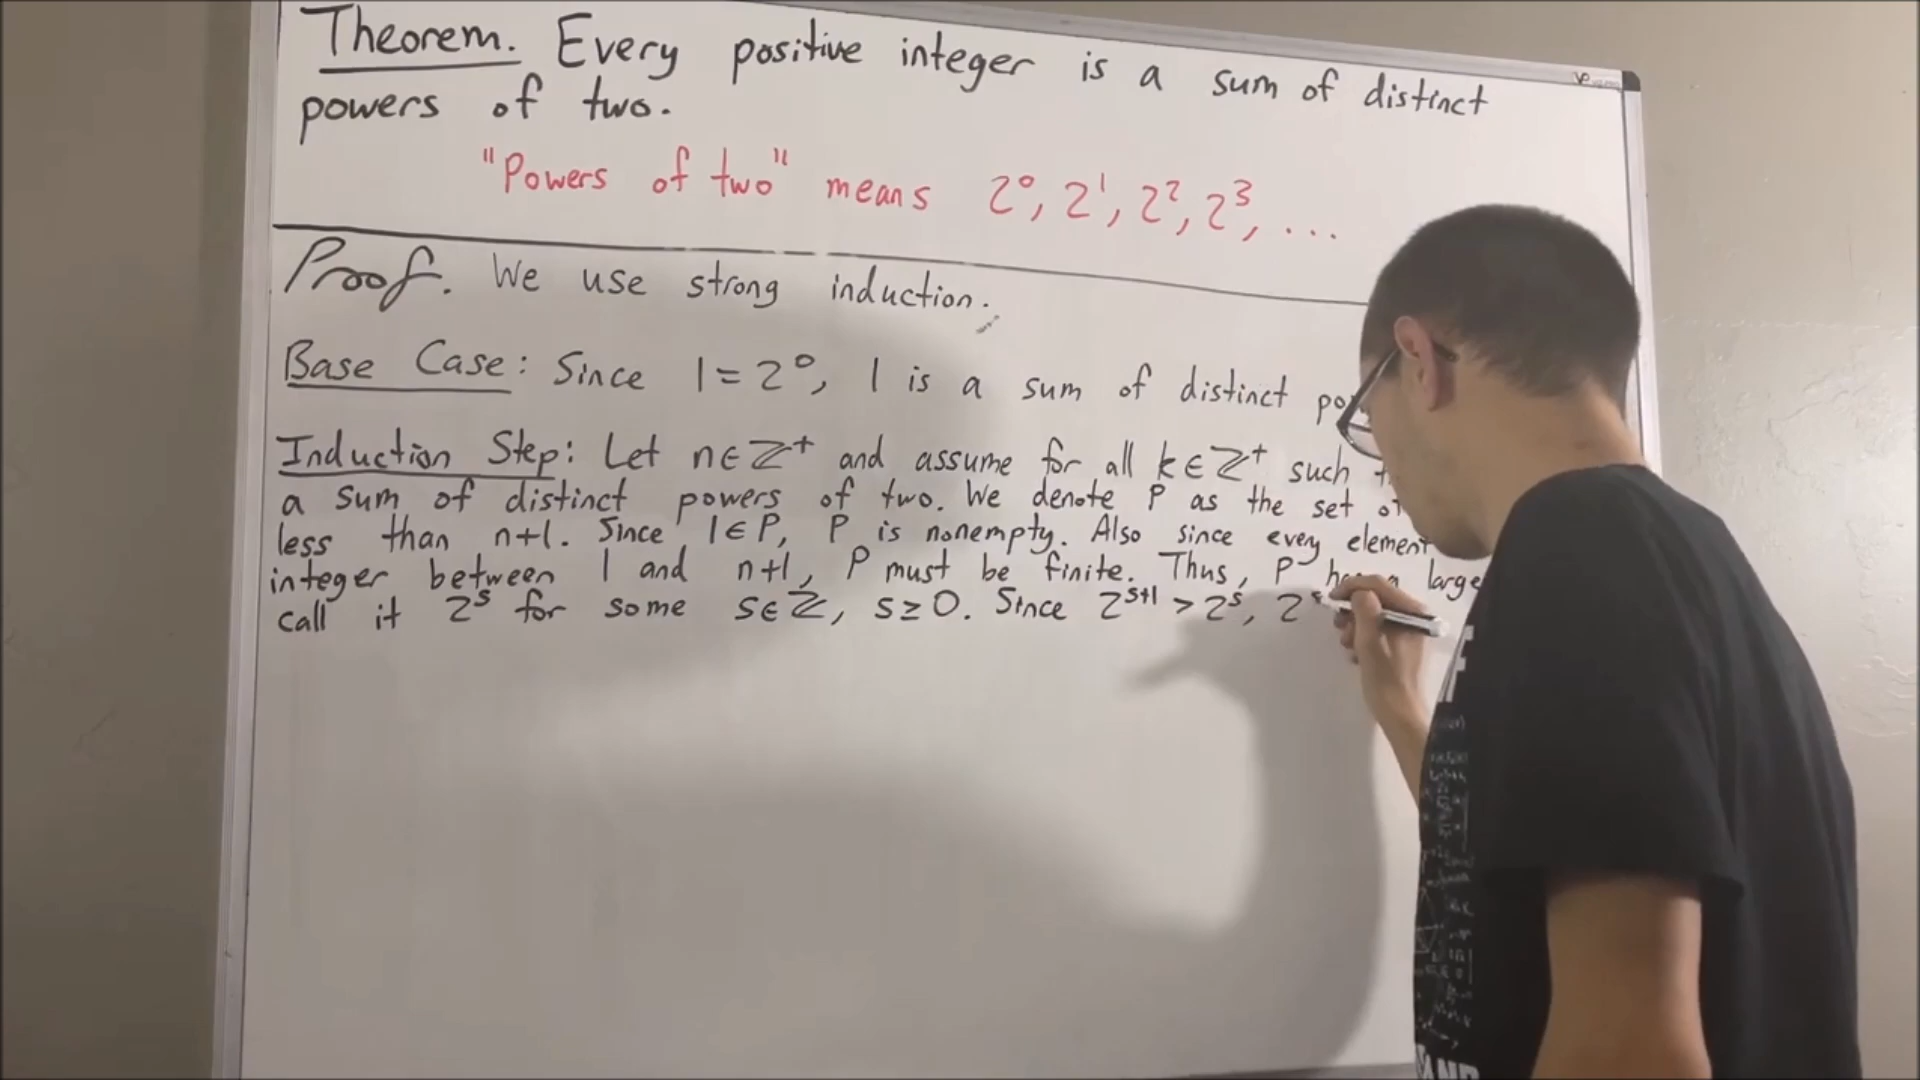 Theorem. Every positive integer is a sum of distinct
powers of two.
"Powers of two" means 2⁰, 2¹, 2², 2³, ...
Proof. We use strong induction.
Base Case: Since 1 = 2⁰, 1 is a sum of distinct
Induction Step: Let n∈ℤ⁺ and assume for all k∈ℤ⁺ such
a sum of distinct powers of two. We denote P as the set of
less than n+1. Since 1∈P, P is nonempty. Also since every element
integer between 1 and n+1, P must be finite. Thus, P
call it 2ˢ for some s∈ℤ, s≥0. Since 2ˢ⁺¹ > 2ˢ, 2ˢ